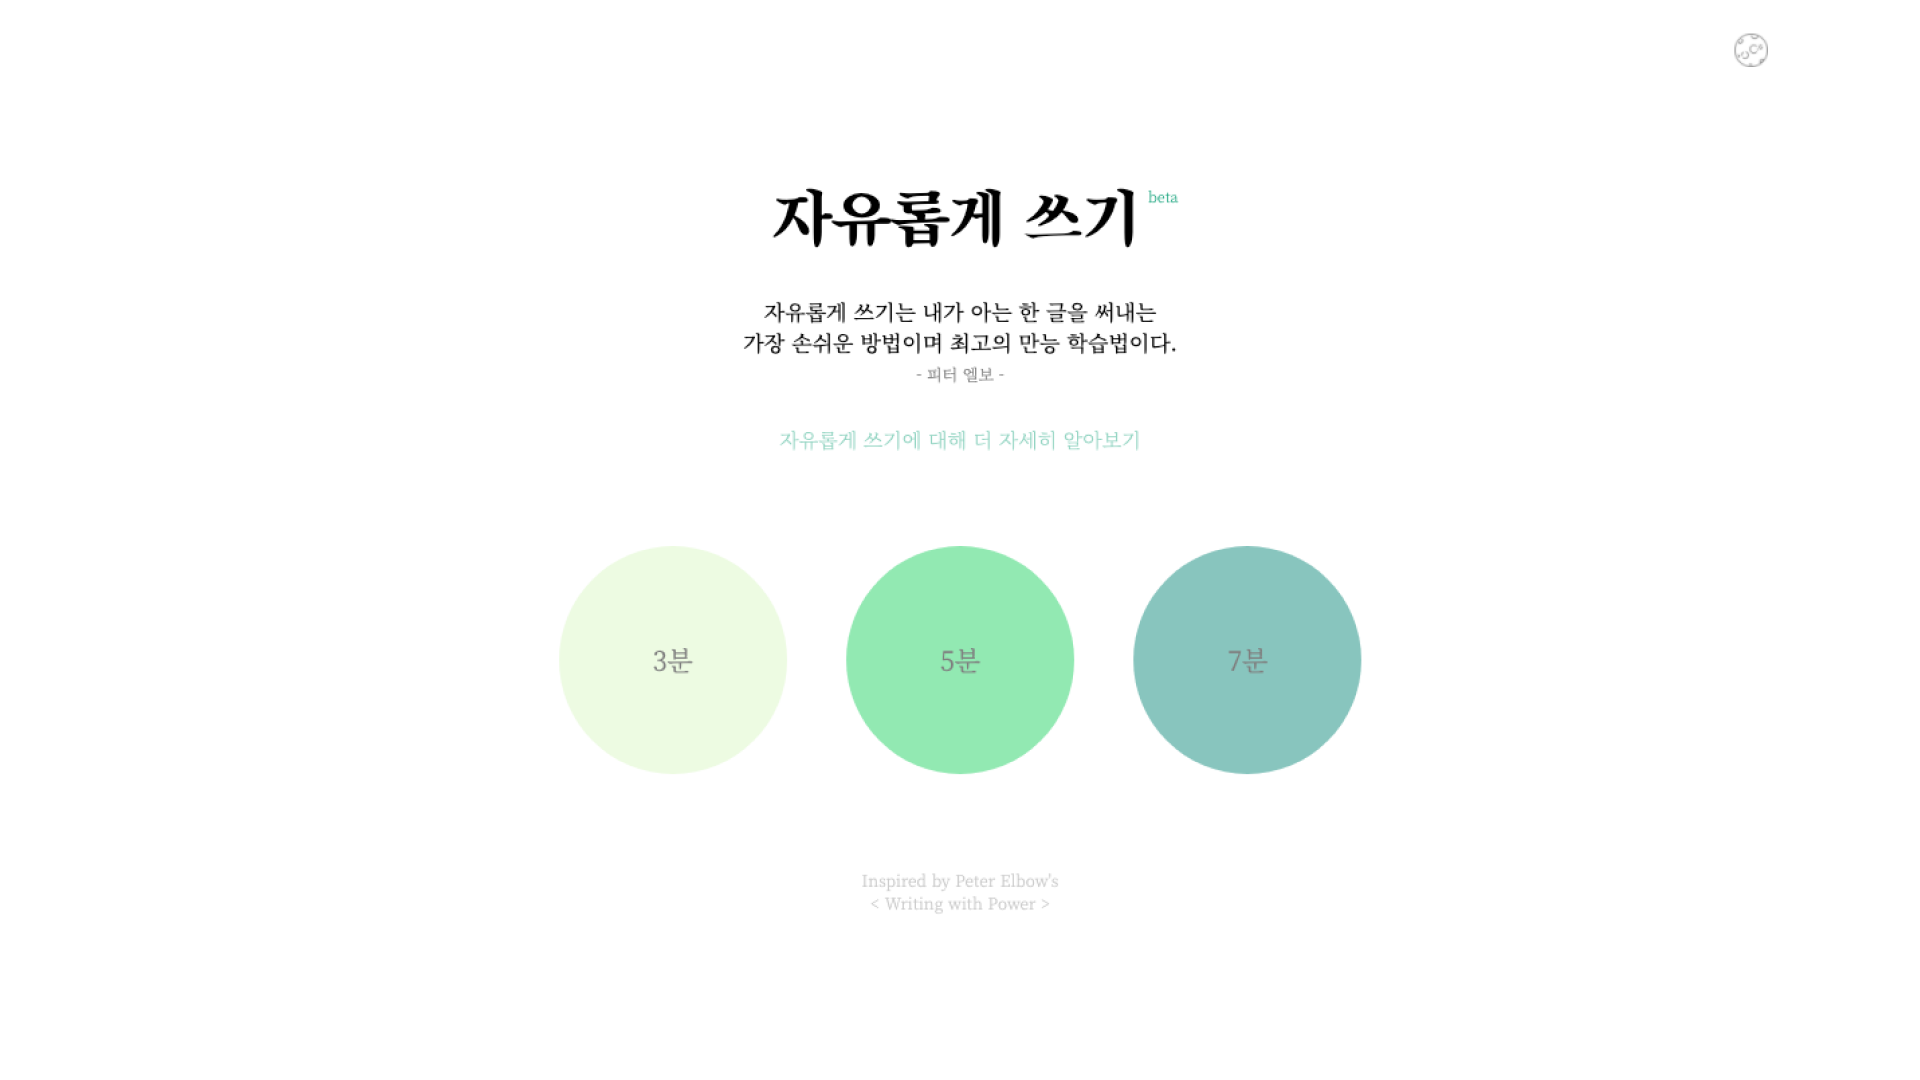 자유롭게 쓰기 beta
자유롭게 쓰기는 내가 아는 한 글을 써내는
가장 손쉬운 방법이며 최고의 만능 학습법이다.
- 피터 엘보 -
자유롭게 쓰기에 대해 더 자세히 알아보기
3분
5분
7분
Inspired by Peter Elbow's
< Writing with Power >